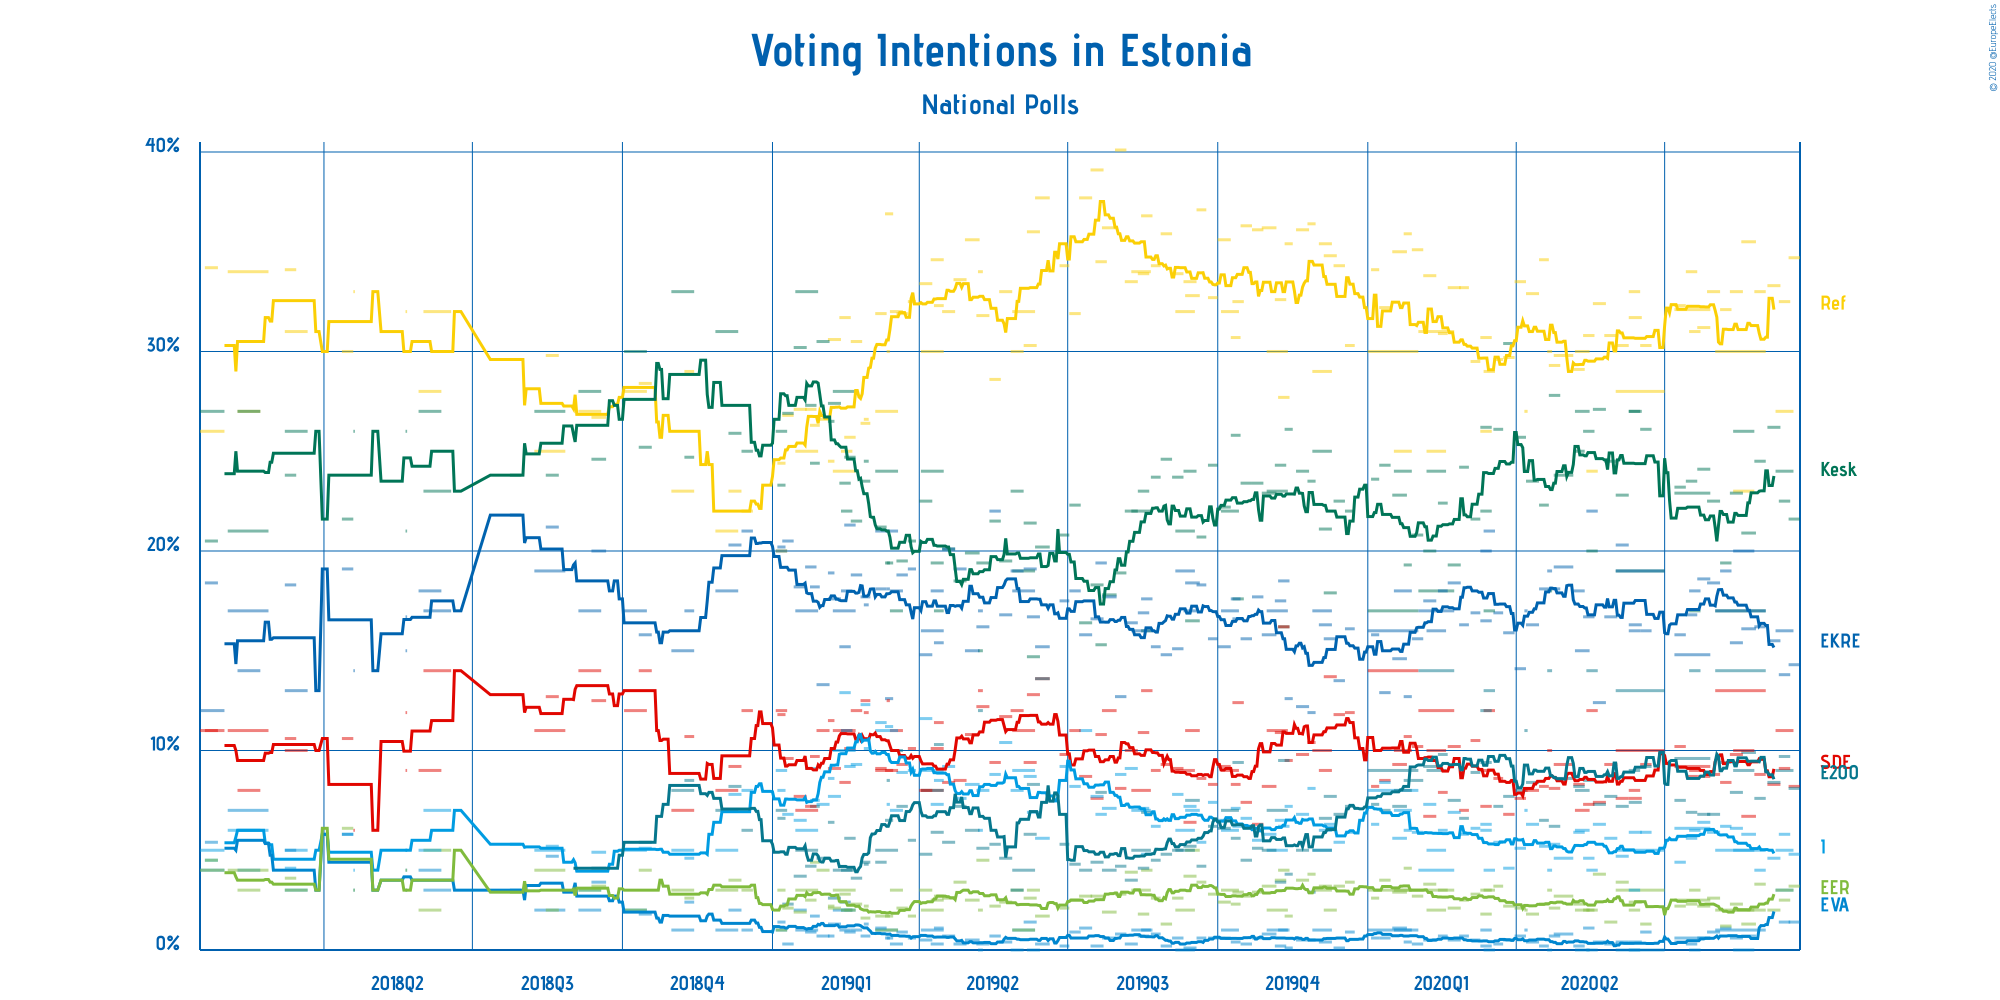 © 2020 @EuropeElects
Voting Intentions in Estonia
National Polls
40%
30%
20%
10%
0%
Ref
Kesk
EKRE
SDE
E200
I
EER
EVA
2018Q2 2018Q3 2018Q4 2019Q1 2019Q2 2019Q3 2019Q4 2020Q1 2020Q2